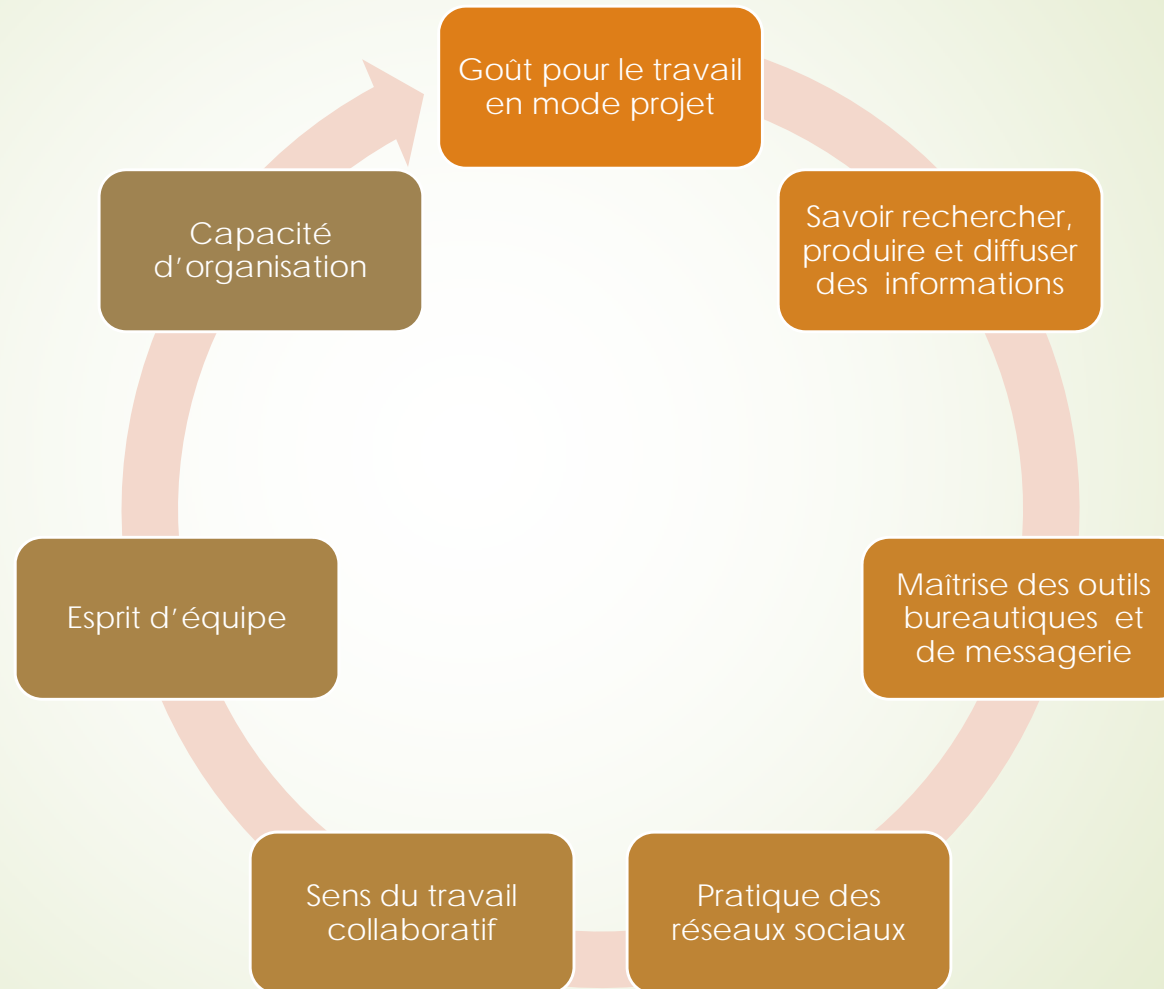 Goût pour le travail
en mode projet
Savoir rechercher,
produire et diffuser
des informations
Maîtrise des outils
bureautiques et
de messagerie
Pratique des
réseaux sociaux
Sens du travail
collaboratif
Esprit d'équipe
Capacité
d'organisation